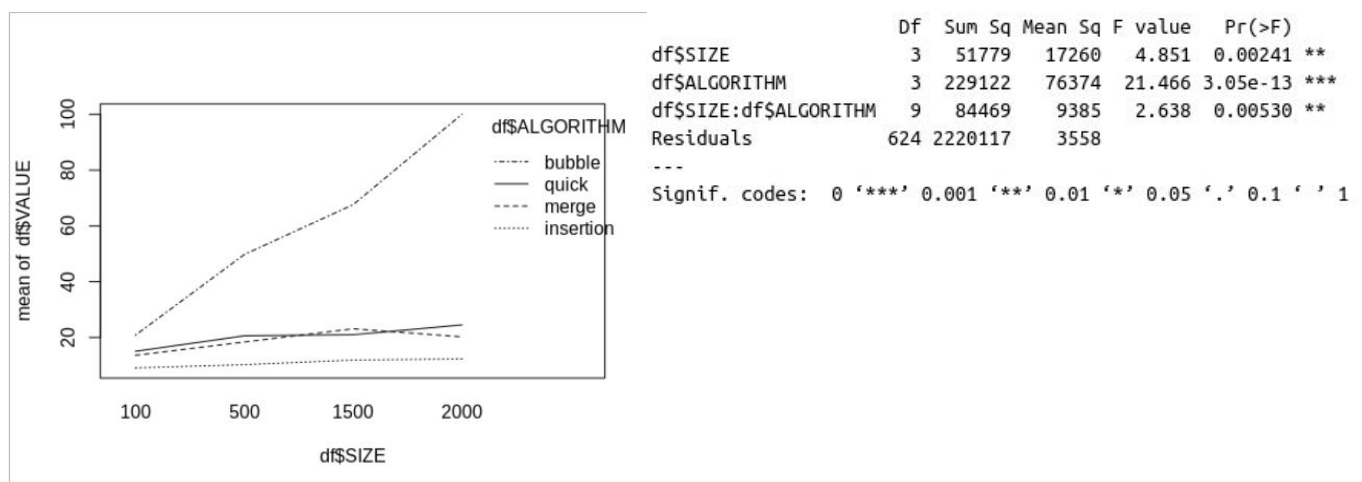 df$ALGORITHM
bubble
quick
merge
insertion
mean of df$VALUE
100
80
60
40
20
100 500 1500 2000
df$SIZE
Df Sum Sq Mean Sq F value Pr(>F)
df$SIZE 3 51779 17260 4.851 0.00241 **
df$ALGORITHM 3 229122 76374 21.466 3.05e-13 ***
df$SIZE:df$ALGORITHM 9 84469 9385 2.638 0.00530 **
Residuals 624 2220117 3558
---
Signif. codes: 0 ‘***’ 0.001 ‘**’ 0.01 ‘*’ 0.05 ‘.’ 0.1 ‘ ’ 1